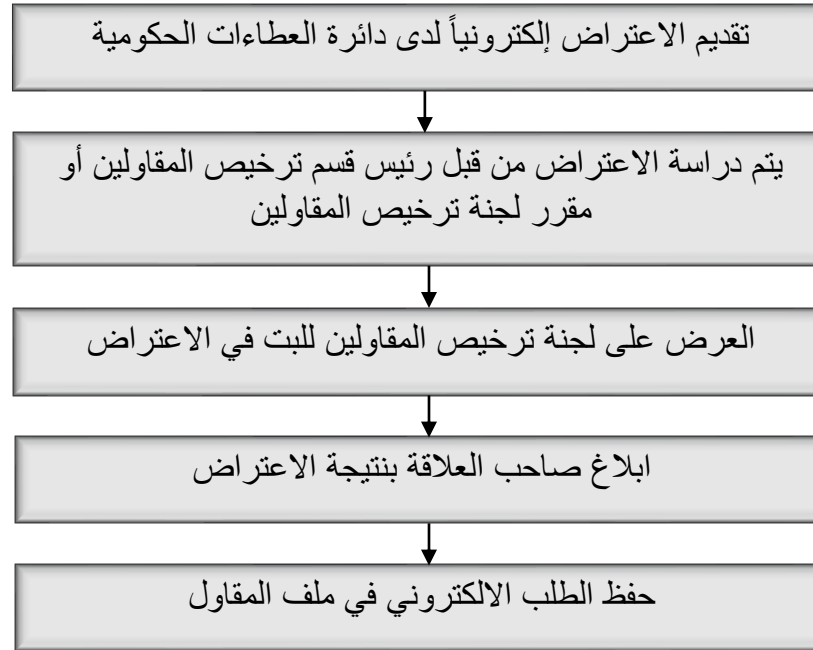 تقديم الاعتراض إلكترونياً لدى دائرة العطاءات الحكومية
يتم دراسة الاعتراض من قبل رئيس قسم ترخيص المقاولين أو
مقرر لجنة ترخيص المقاولين
العرض على لجنة ترخيص المقاولين للبت في الاعتراض
ابلاغ صاحب العلاقة بنتيجة الاعتراض
حفظ الطلب الالكتروني في ملف المقاول